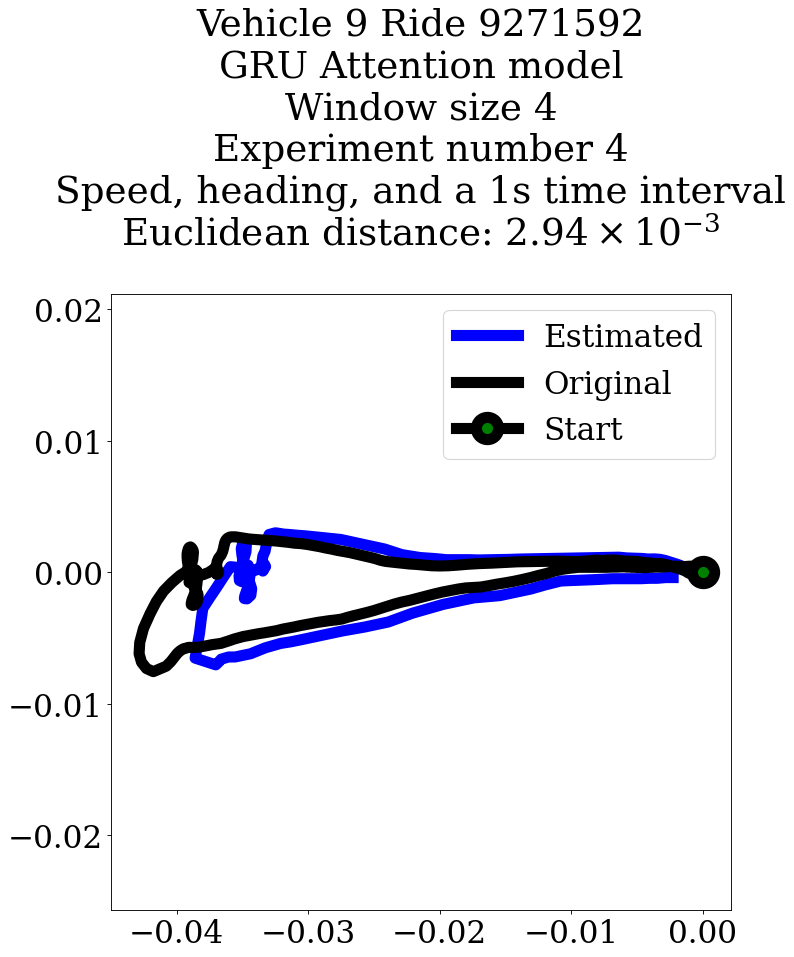 Vehicle 9 Ride 9271592
GRU Attention model
Window size 4
Experiment number 4
Speed, heading, and a 1s time interval
Euclidean distance: 2.94 × 10⁻³
0.02
0.01
0.00
−0.01
−0.02
Estimated
Original
Start
−0.04
−0.03
−0.02
−0.01
0.00